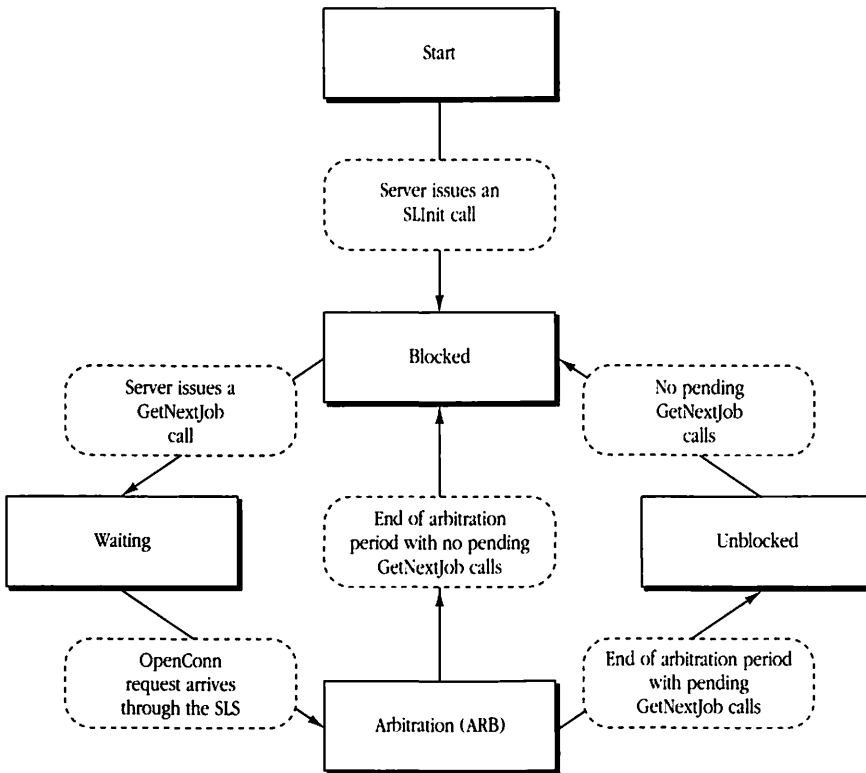 Start
Server issues an
SLInit call
Blocked
Server issues a
GetNextJob
call
No pending
GetNextJob
calls
Waiting
End of arbitration
period with no pending
GetNextJob calls
Unblocked
OpenConn
request arrives
through the SLS
Arbitration (ARB)
End of arbitration period
with pending
GetNextJob calls